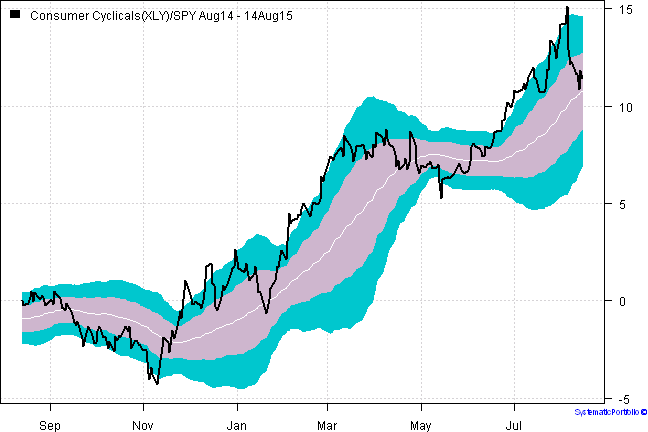 Consumer Cyclicals(XLY)/SPY Aug14 - 14Aug15
15
10
5
0
-5
Sep Nov Jan Mar May Jul
SystematicPortfolio ©